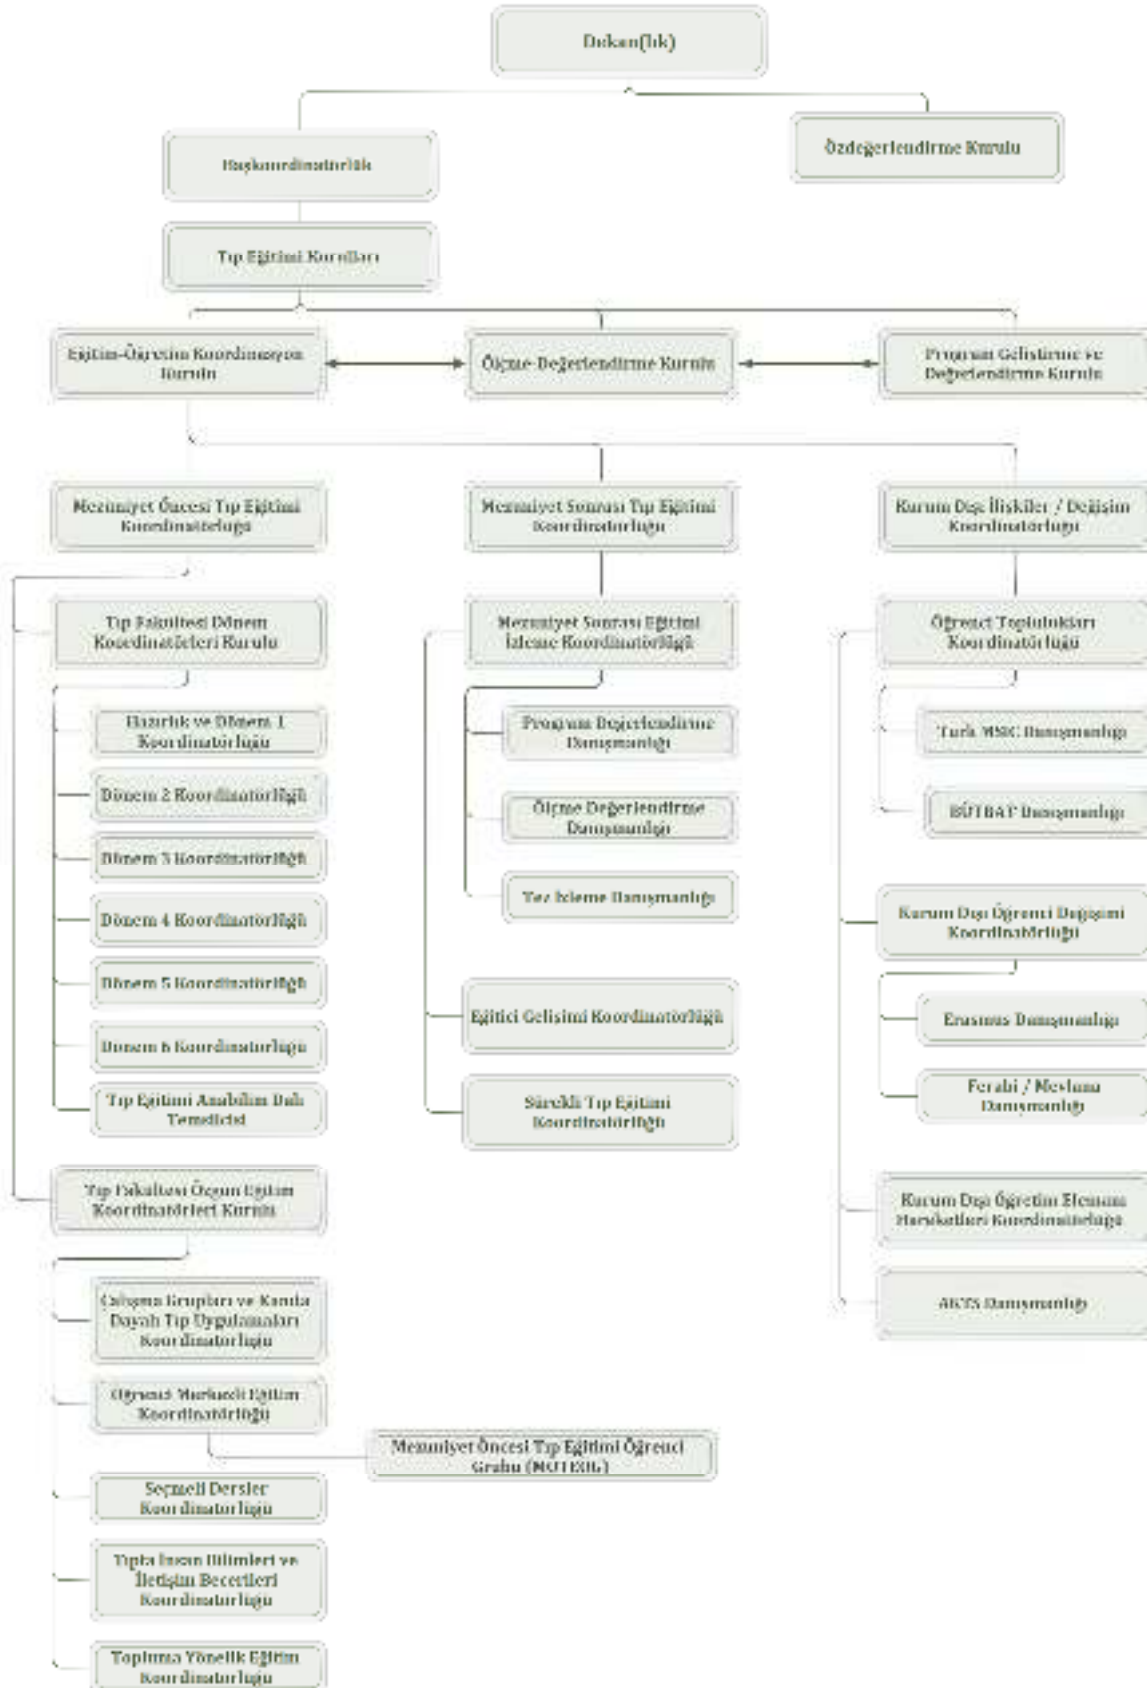 Dekan(lık)
Başkoordinatörlük
Özdeğerlendirme Kurulu
Tıp Eğitimi Kurulları
Eğitim-Öğretim Koordinasyon
Kurulu
Ölçme-Değerlendirme Kurulu
Program Geliştirme ve
Değerlendirme Kurulu
Mezuniyet Öncesi Tıp Eğitimi
Koordinatörlüğü
Mezuniyet Sonrası Tıp Eğitimi
Koordinatörlüğü
Kurum Dışı İlişkiler / Değişim
Koordinatörlüğü
Tıp Fakültesi Dönem
Koordinatörleri Kurulu
Hazırlık ve Dönem 1
Koordinatörlüğü
Dönem 2 Koordinatörlüğü
Dönem 3 Koordinatörlüğü
Dönem 4 Koordinatörlüğü
Dönem 5 Koordinatörlüğü
Dönem 6 Koordinatörlüğü
Tıp Eğitimi Anabilim Dalı
Temsilcisi
Tıp Fakültesi Özgün Eğitim
Koordinatörleri Kurulu
Çalışma Grupları ve Kanıta
Dayalı Tıp Uygulamaları
Koordinatörlüğü
Öğrenci Merkezli Eğitim
Koordinatörlüğü
Mezuniyet Öncesi Tıp Eğitimi Öğrenci
Grubu (MÖTEÖG)
Seçmeli Dersler
Koordinatörlüğü
Tıpta İnsan Bilimleri ve
İletişim Becerileri
Koordinatörlüğü
Topluma Yönelik Eğitim
Koordinatörlüğü
Mezuniyet Sonrası Eğitimi
İzleme Koordinatörlüğü
Program Değerlendirme
Danışmanlığı
Ölçme Değerlendirme
Danışmanlığı
Tez İzleme Danışmanlığı
Eğitici Gelişimi Koordinatörlüğü
Sürekli Tıp Eğitimi
Koordinatörlüğü
Öğrenci Toplulukları
Koordinatörlüğü
Turk MSIC Danışmanlığı
BÜTBAT Danışmanlığı
Kurum Dışı Öğrenci Değişimi
Koordinatörlüğü
Erasmus Danışmanlığı
Farabi / Mevlana
Danışmanlığı
Kurum Dışı Öğretim Elemanı
Hareketleri Koordinatörlüğü
AKTS Danışmanlığı